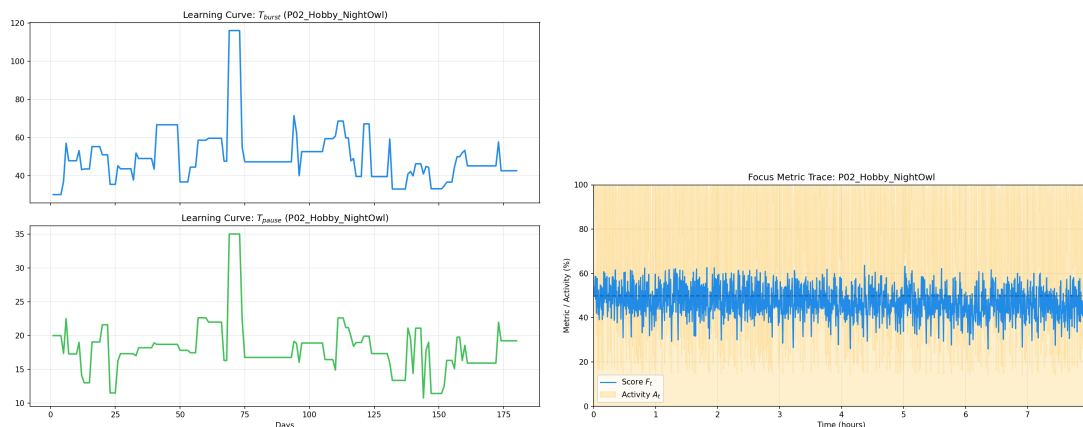 Learning Curve: T_burst (P02_Hobby_NightOwl)
120
100
80
60
40
Learning Curve: T_pause (P02_Hobby_NightOwl)
35
30
25
20
15
10
0 25 50 75 100 125 150 175
Days
Focus Metric Trace: P02_Hobby_NightOwl
Metric / Activity (%)
100
80
60
40
20
0
Score F_t
Activity A_t
0 1 2 3 4 5 6 7
Time (hours)